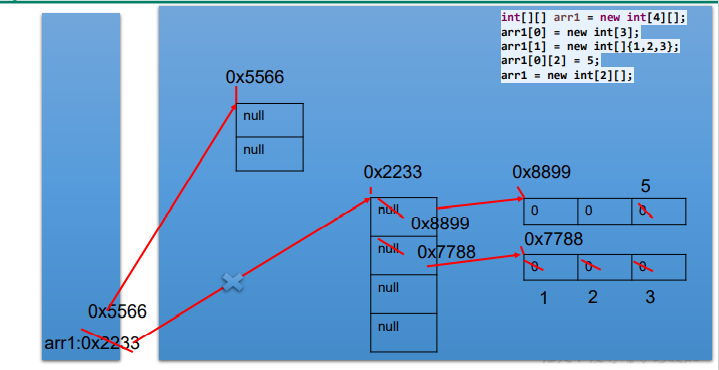 int[][] arr1 = new int[4][];
arr1[0] = new int[3];
arr1[1] = new int[]{1,2,3};
arr1[0][2] = 5;
arr1 = new int[2][];
0x5566
null
null
0x2233
0x8899
5
null
0x8899
0
0
0
null
0x7788
0x7788
0
0
0
null
1
2
3
null
0x5566
arr1:0x2233